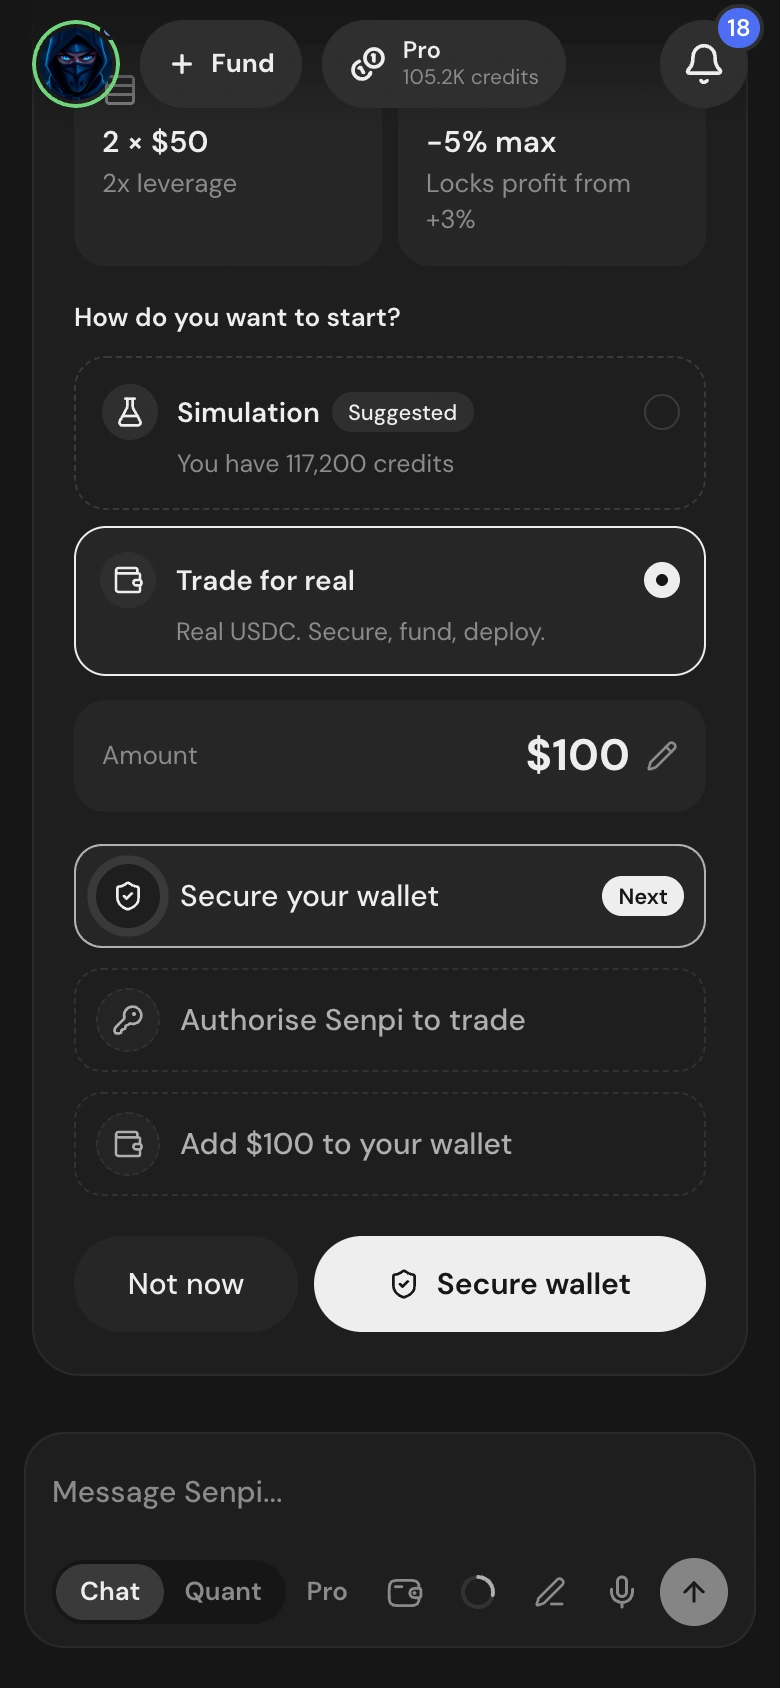 18
Fund
Pro
105.2K credits
2 × $50
2x leverage
-5% max
Locks profit from
+3%
How do you want to start?
Simulation
Suggested
You have 117,200 credits
Trade for real
Real USDC. Secure, fund, deploy.
Amount
$100
Secure your wallet
Next
Authorise Senpi to trade
Add $100 to your wallet
Not now
Secure wallet
Message Senpi...
Chat
Quant
Pro